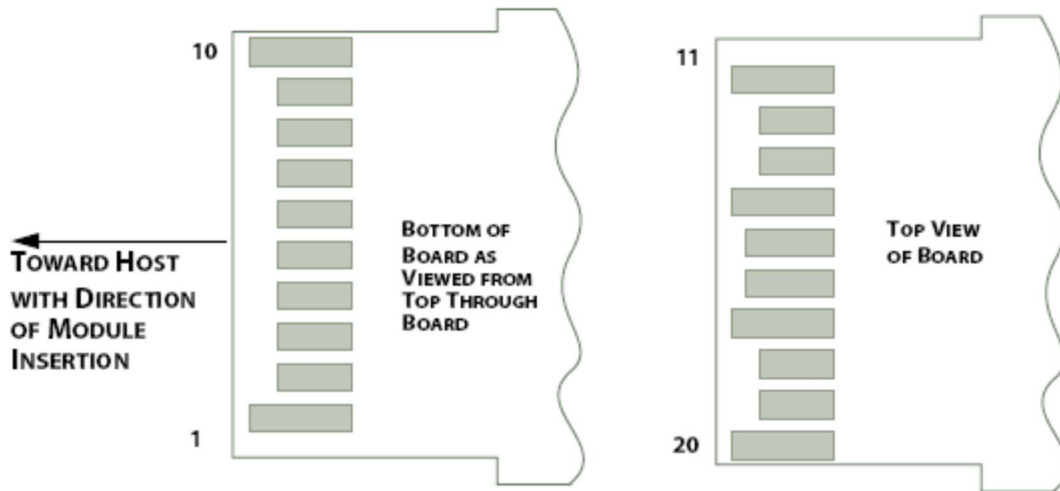 10
BOTTOM OF
BOARD AS
VIEWED FROM
TOP THROUGH
BOARD
TOWARD HOST
WITH DIRECTION
OF MODULE
INSERTION
1
11
TOP VIEW
OF BOARD
20